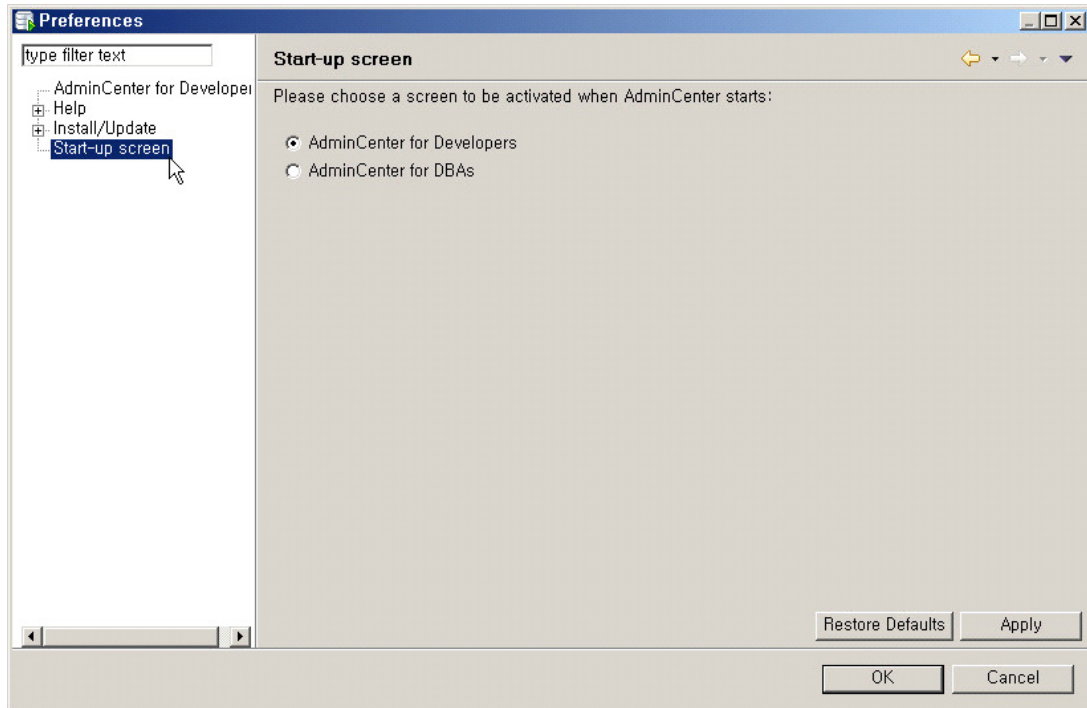 Preferences
type filter text
AdminCenter for Developer
Help
Install/Update
Start-up screen
Start-up screen
Please choose a screen to be activated when AdminCenter starts:
AdminCenter for Developers
AdminCenter for DBAs
Restore Defaults
Apply
OK
Cancel